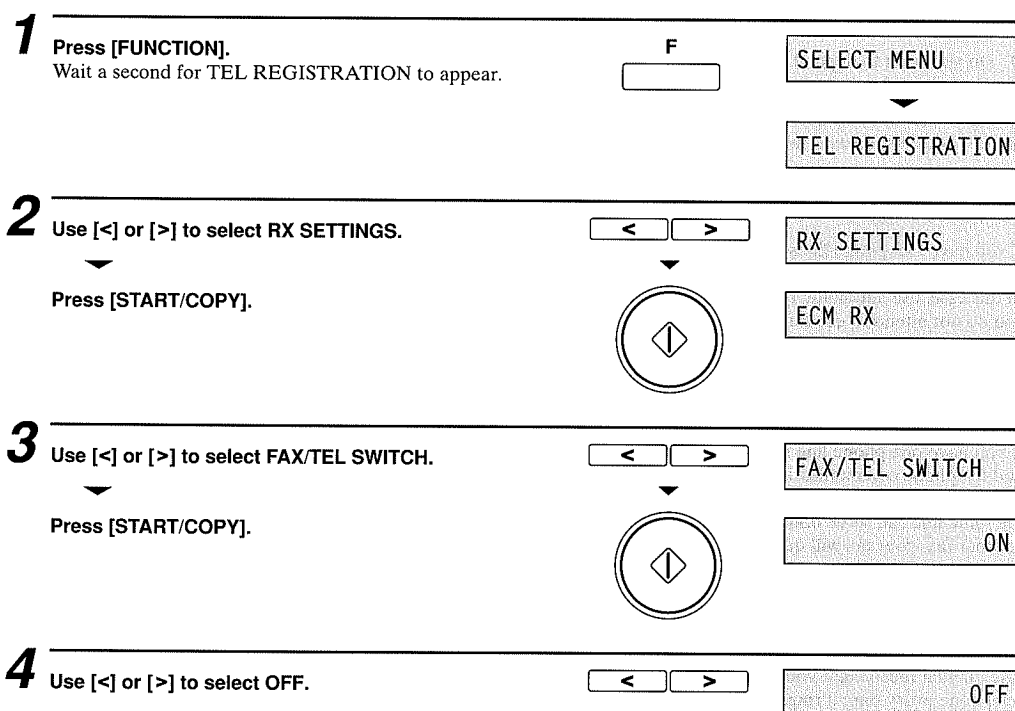 1
Press [FUNCTION].
Wait a second for TEL REGISTRATION to appear.
F
SELECT MENU
TEL REGISTRATION
2
Use [<] or [>] to select RX SETTINGS.
< >
RX SETTINGS
Press [START/COPY].
ECM RX
3
Use [<] or [>] to select FAX/TEL SWITCH.
< >
FAX/TEL SWITCH
Press [START/COPY].
ON
4
Use [<] or [>] to select OFF.
< >
OFF